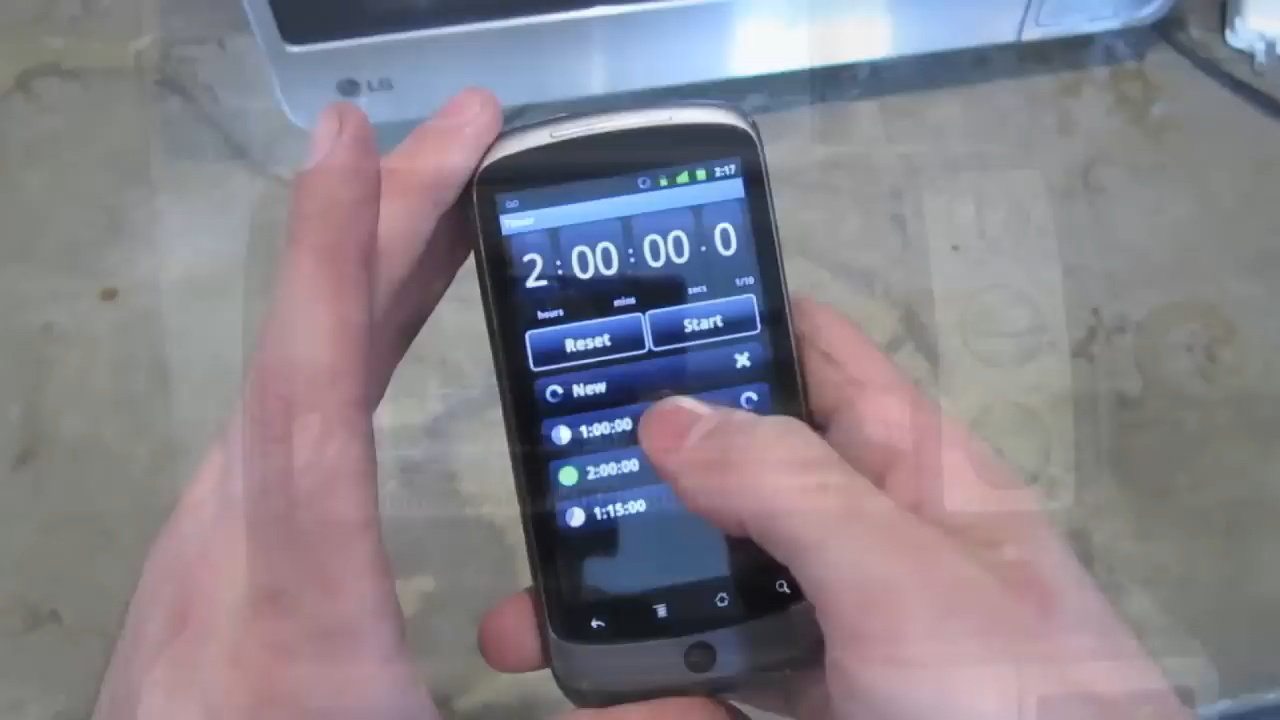 LG
3:17
Timer
2:00:00.0
hours mins secs 1/10
Reset Start
New
1:00:00
2:00:00
1:15:00